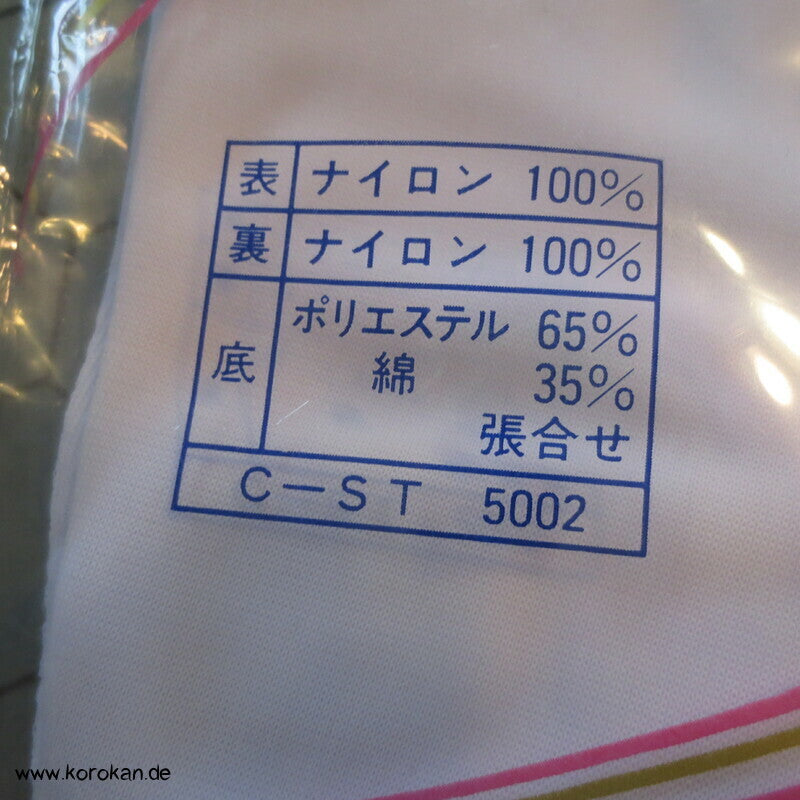 表 ナイロン 100%
裏 ナイロン 100%
底 ポリエステル 65%
綿 35%
張合せ
C-ST 5002
www.korokan.de